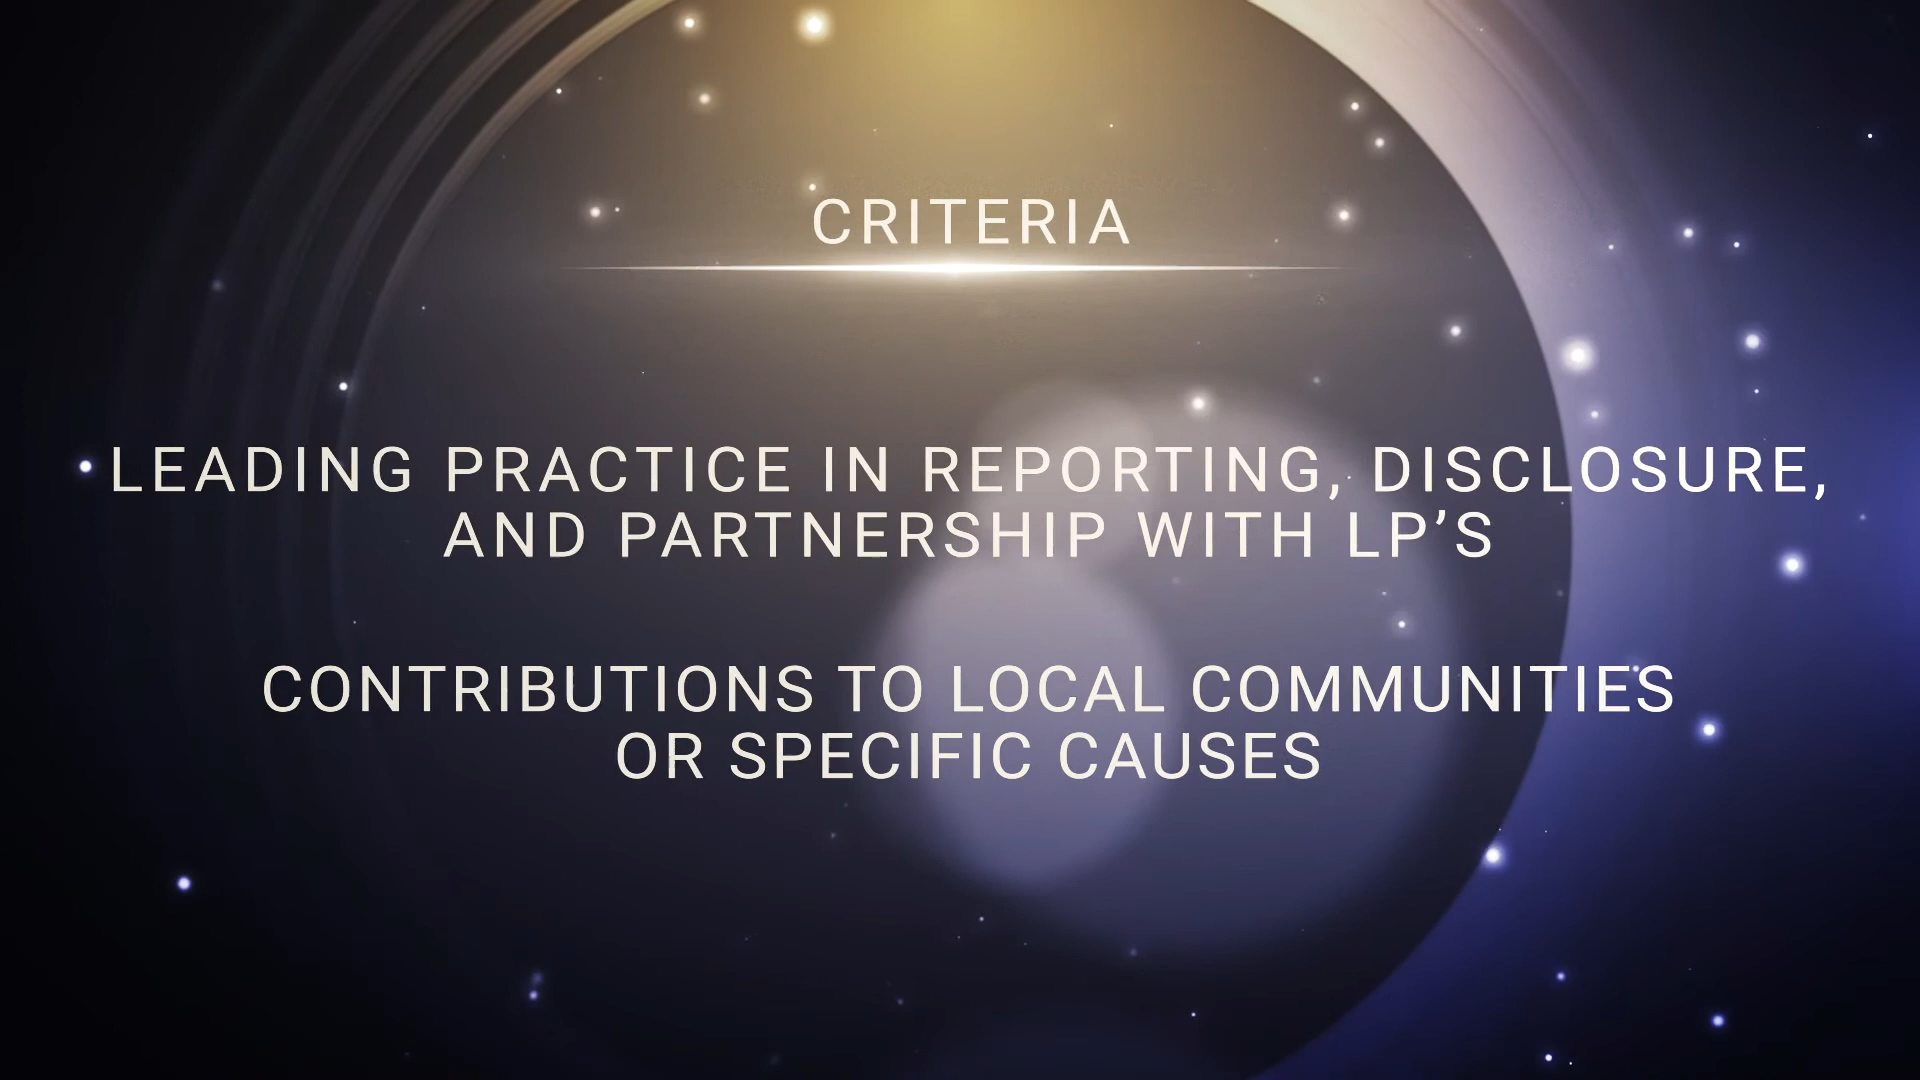 CRITERIA
LEADING PRACTICE IN REPORTING, DISCLOSURE,
AND PARTNERSHIP WITH LP’S
CONTRIBUTIONS TO LOCAL COMMUNITIES
OR SPECIFIC CAUSES